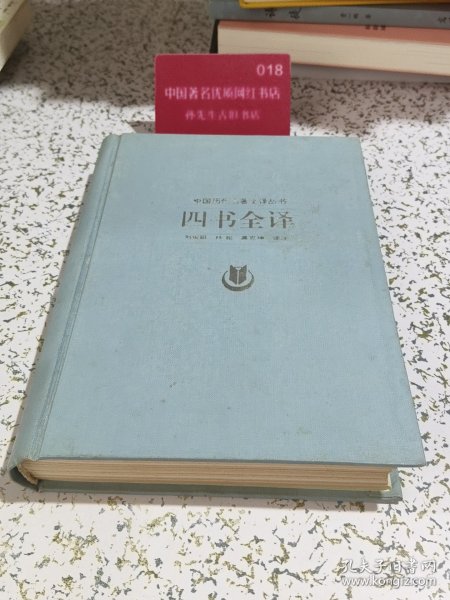 018
中国著名优质网红书店
孙先生古旧书店
中国历代名著全译丛书
四书全译
译注
孔夫子旧书网
www.kongfz.com